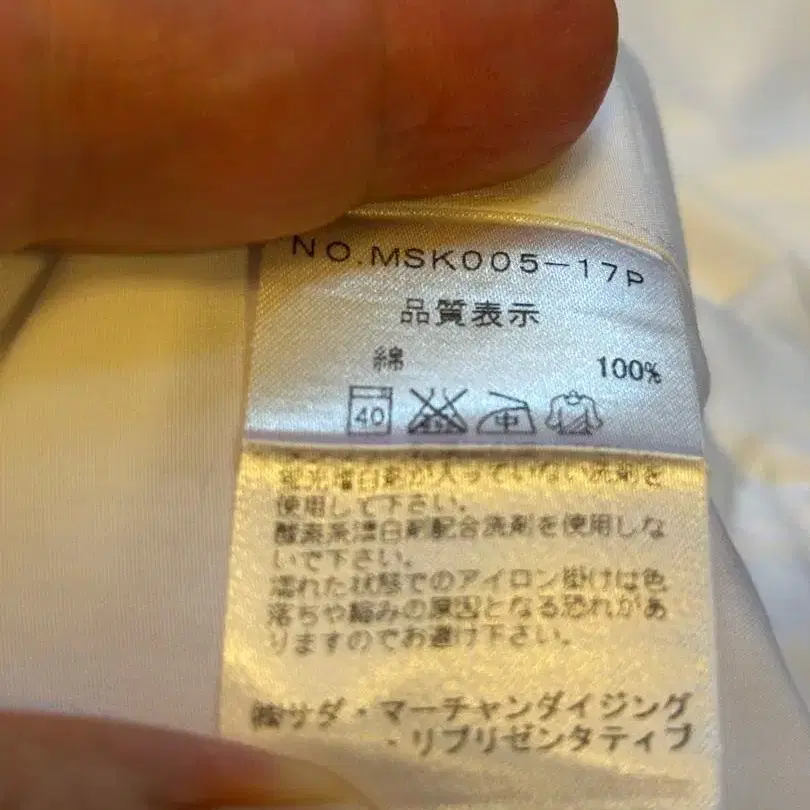 NO.MSK005-17P
品質表示
綿 100%
40 中
蛍光増白剤が入っていない洗剤を
使用して下さい。
酸素系漂白剤配合洗剤を使用しな
いで下さい。
濡れた状態でのアイロン掛けは色
落ちや縮みの原因となる恐れがあ
りますのでお避け下さい。
㈱サダ・マーチャンダイジング
・リプリゼンタティブ